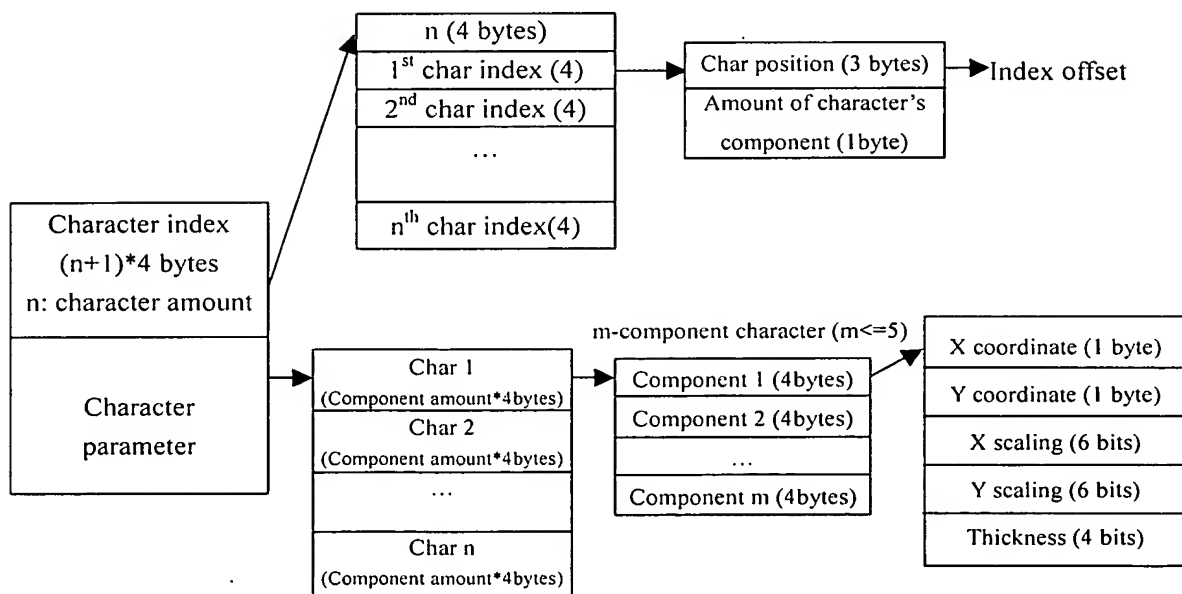 n (4 bytes)
1st char index (4)
2nd char index (4)
...
nth char index(4)
Char position (3 bytes)
Index offset
Amount of character's
component (1byte)
Character index
(n+1)*4 bytes
n: character amount
Character
parameter
Char 1
(Component amount*4bytes)
Char 2
(Component amount*4bytes)
...
Char n
(Component amount*4bytes)
m-component character (m<=5)
Component 1 (4bytes)
Component 2 (4bytes)
...
Component m (4bytes)
X coordinate (1 byte)
Y coordinate (1 byte)
X scaling (6 bits)
Y scaling (6 bits)
Thickness (4 bits)